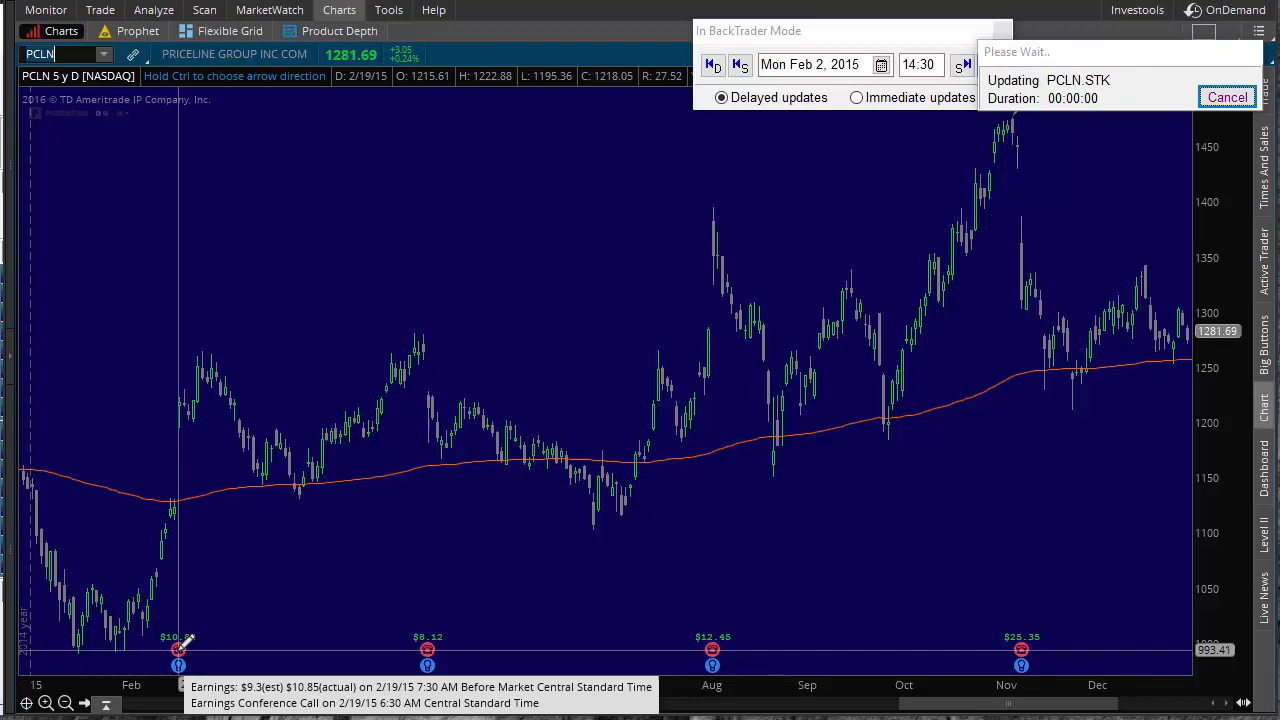 Monitor Trade Analyze Scan MarketWatch Charts Tools Help Investools OnDemand
Charts Prophet Flexible Grid Product Depth
In BackTrader Mode
PCLN PRICELINE GROUP INC COM 1281.69 +3.05 +0.24%
Mon Feb 2, 2015 14:30
Please Wait..
PCLN 5 y D [NASDAQ] Hold Ctrl to choose arrow direction D: 2/19/15 O: 1215.61 H: 1222.88 L: 1195.36 C: 1218.05 R: 27.52
Updating PCLN.STK
Delayed updates Immediate updates
Duration: 00:00:00
Cancel
2016 © TD Ameritrade IP Company, Inc.
1450
1400
1350
1300
1281.69
1250
1200
1150
1100
1050
993.41
$8.12 $12.45 $25.35
2014 year
15 Feb Aug Sep Oct Nov Dec
Earnings: $9.3(est) $10.85(actual) on 2/19/15 7:30 AM Before Market Central Standard Time
Earnings Conference Call on 2/19/15 6:30 AM Central Standard Time
Times And Sales
Active Trader
Big Buttons
Chart
Dashboard
Level II
Live News